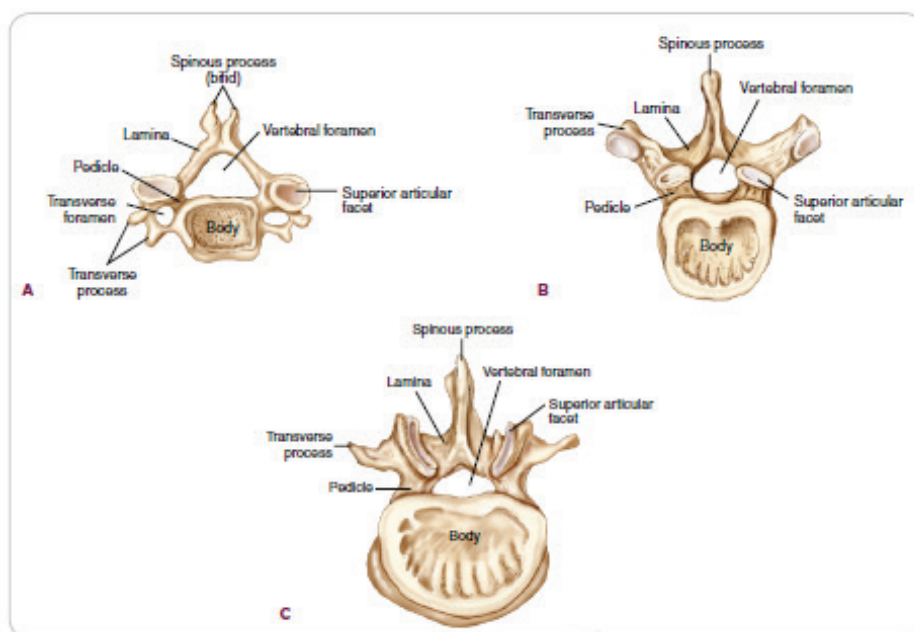 Spinous process
(bifid)
Lamina
Vertebral foramen
Pedicle
Transverse
foramen
Superior articular
facet
Body
Transverse
process
A
Spinous process
Vertebral foramen
Transverse
process
Lamina
Pedicle
Superior articular
facet
Body
B
Spinous process
Vertebral foramen
Lamina
Superior articular
facet
Transverse
process
Pedicle
Body
C